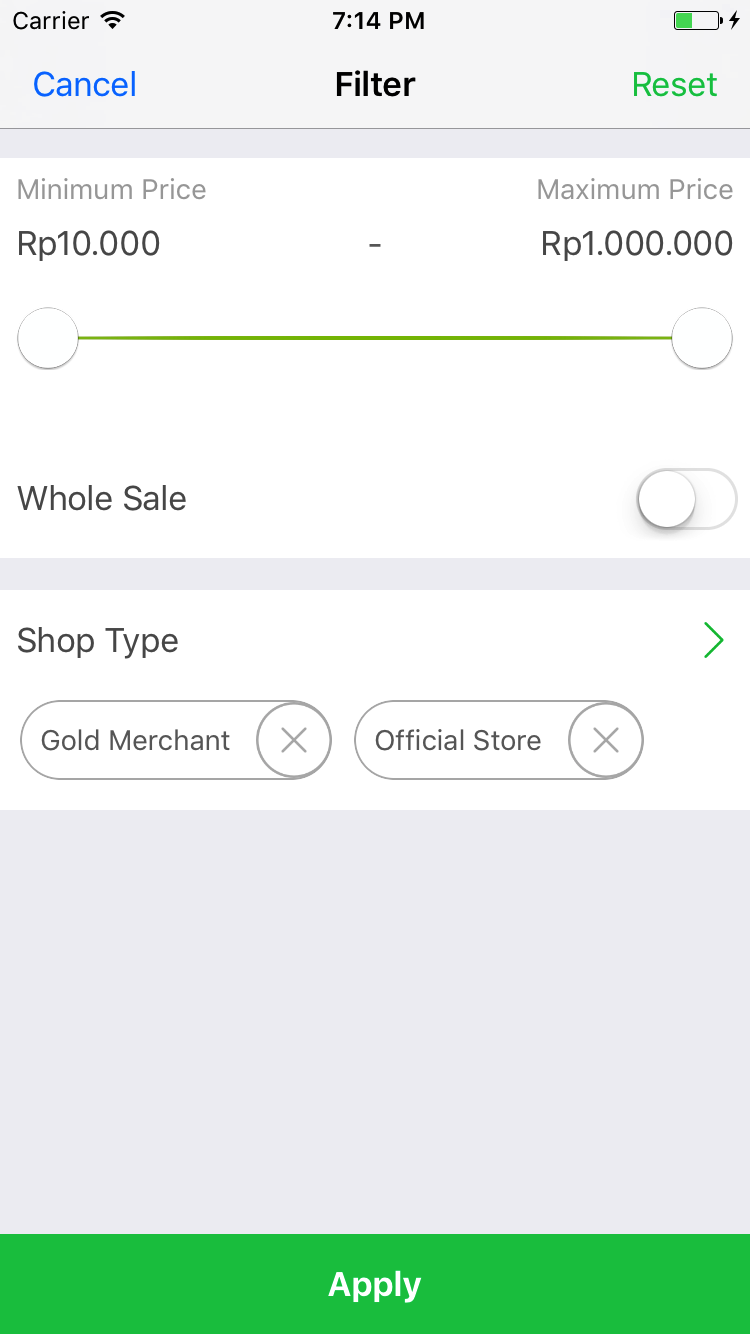 Carrier 7:14 PM
Cancel Filter Reset
Minimum Price Maximum Price
Rp10.000 - Rp1.000.000
Whole Sale
Shop Type
Gold Merchant Official Store
Apply